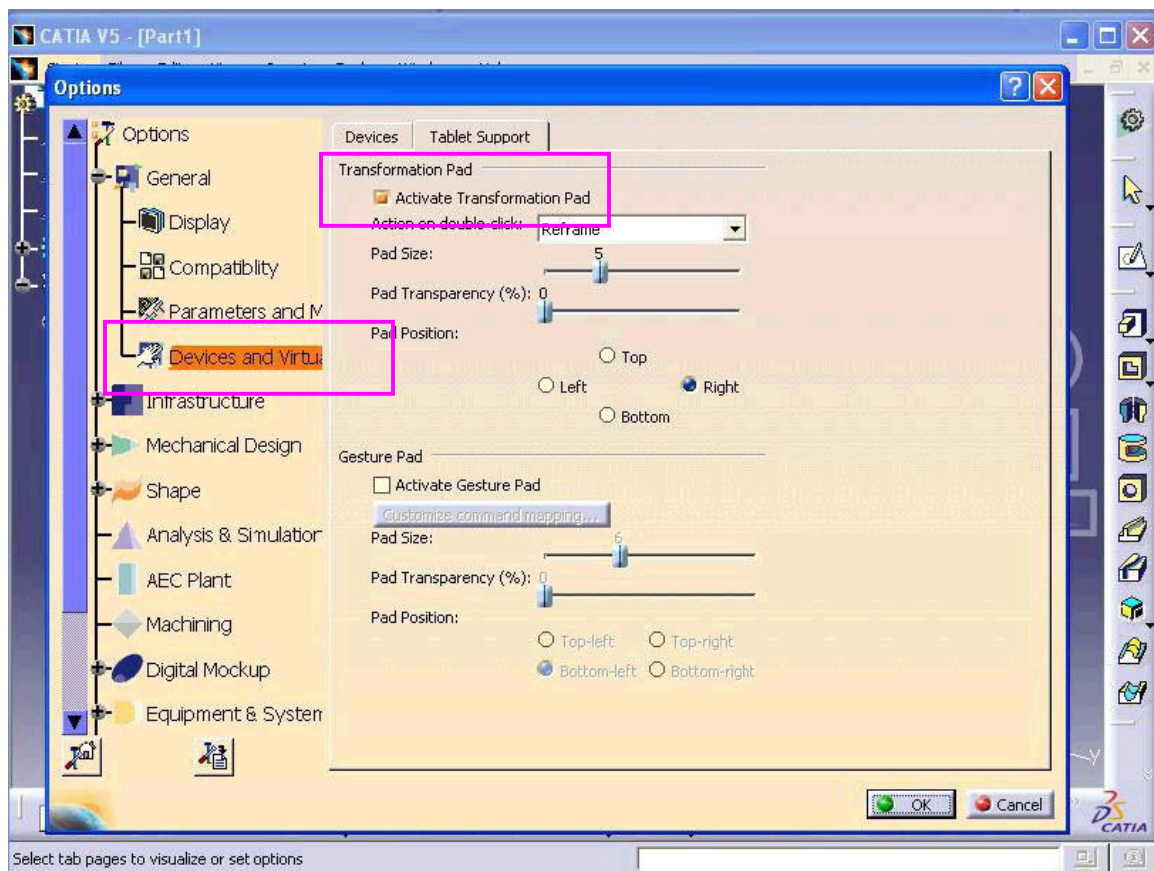 CATIA V5 - [Part1]
Options
Options
General
Display
Compatiblity
Parameters and M
Devices and Virtua
Infrastructure
Mechanical Design
Shape
Analysis & Simulation
AEC Plant
Machining
Digital Mockup
Equipment & System
Devices
Tablet Support
Transformation Pad
Activate Transformation Pad
Action on double-click: Reframe
Pad Size: 5
Pad Transparency (%): 0
Pad Position:
Top
Left Right
Bottom
Gesture Pad
Activate Gesture Pad
Customize command mapping...
Pad Size: 6
Pad Transparency (%): 0
Pad Position:
Top-left Top-right
Bottom-left Bottom-right
OK Cancel
DS CATIA
Select tab pages to visualize or set options